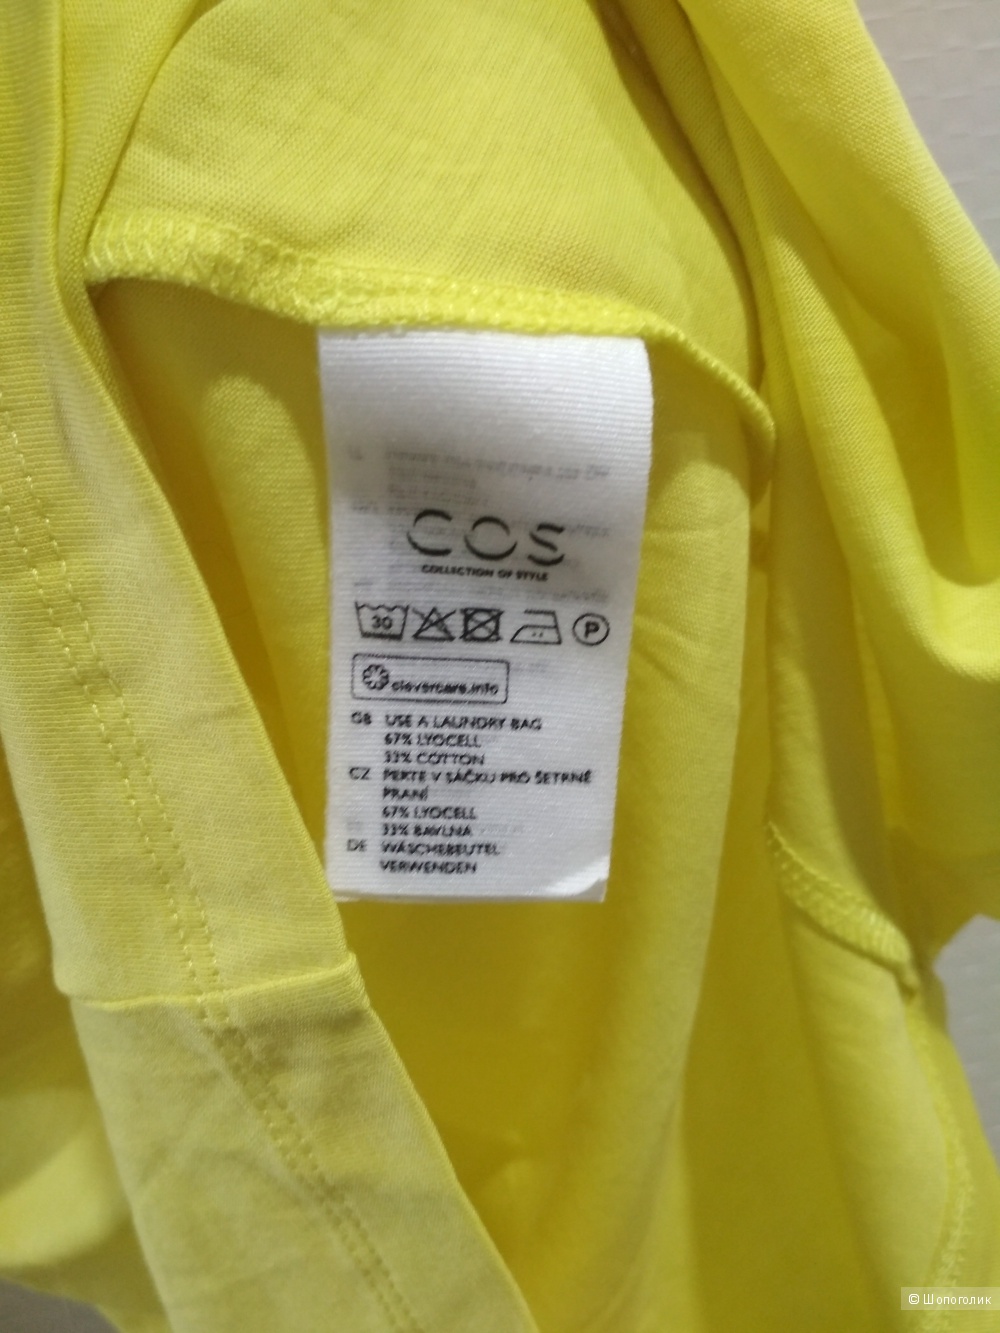 COS
COLLECTION OF STYLE
30 P
clevercare.info
GB USE A LAUNDRY BAG
67% LYOCELL
33% COTTON
CZ PERTE V SÁČKU PRO ŠETRNÉ
PRANÍ
67% LYOCELL
33% BAVLNA
DE WÄSCHEBEUTEL
VERWENDEN
© Шопоголик